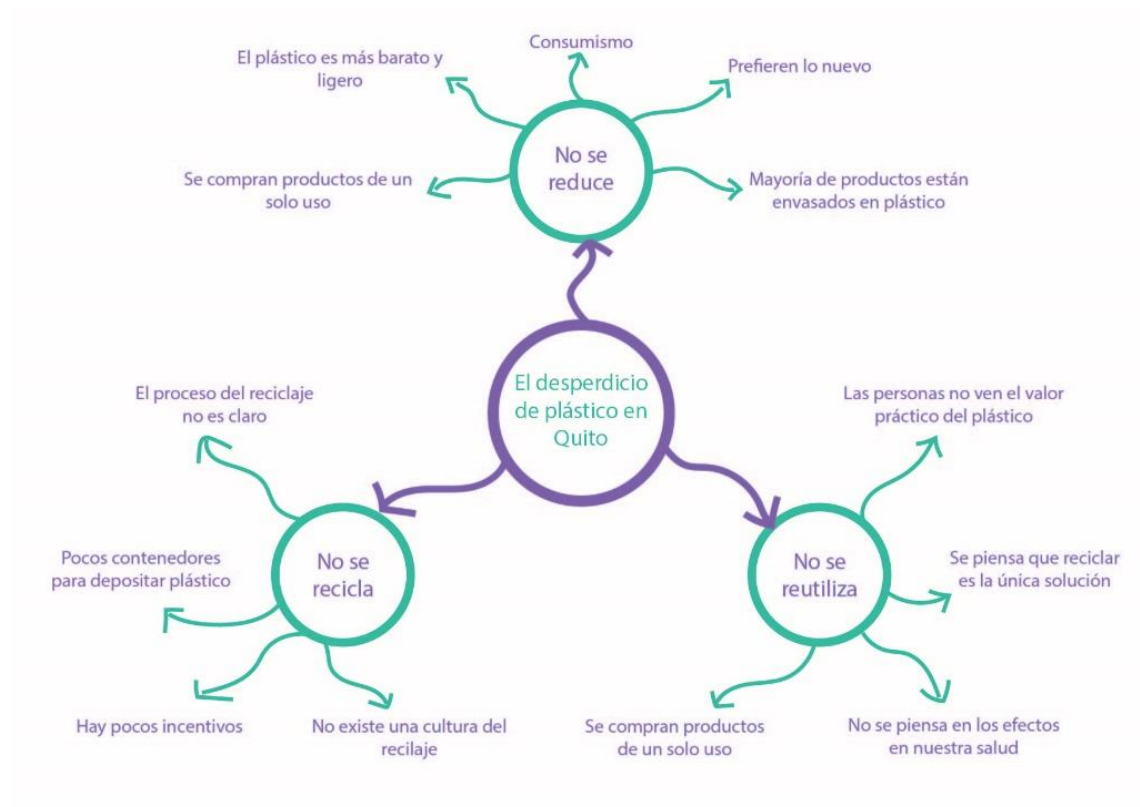 Consumismo
El plástico es más barato y
ligero
Prefieren lo nuevo
No se
reduce
Se compran productos de un
solo uso
Mayoría de productos están
envasados en plástico
El desperdicio
de plástico en
Quito
El proceso del reciclaje
no es claro
Las personas no ven el valor
práctico del plástico
No se
recicla
Pocos contenedores
para depositar plástico
No se
reutiliza
Se piensa que reciclar
es la única solución
Hay pocos incentivos
No existe una cultura del
recilaje
Se compran productos
de un solo uso
No se piensa en los efectos
en nuestra salud